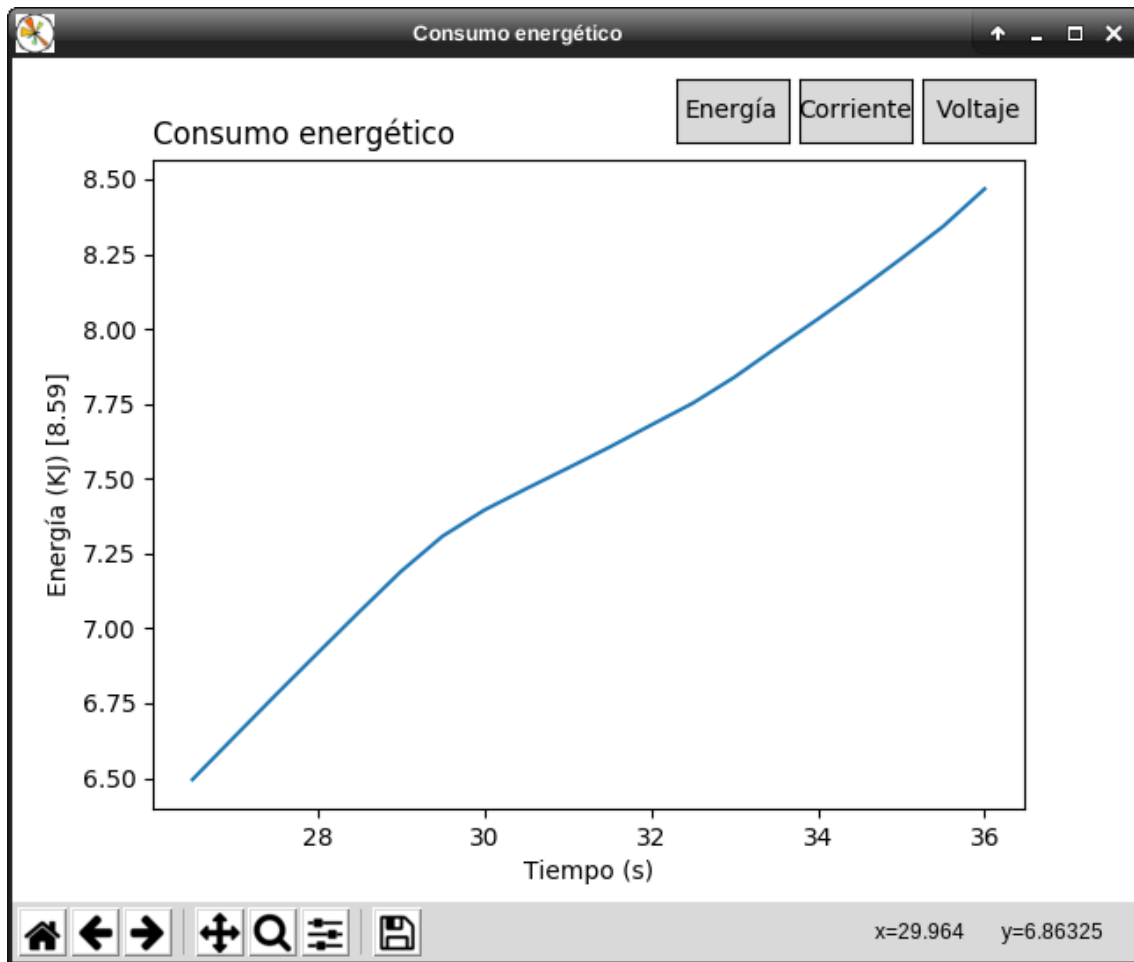 Consumo energético
Energía Corriente Voltaje
Consumo energético
8.50
8.25
8.00
7.75
7.50
7.25
7.00
6.75
6.50
Energía (KJ) [8.59]
28 30 32 34 36
Tiempo (s)
x=29.964 y=6.86325